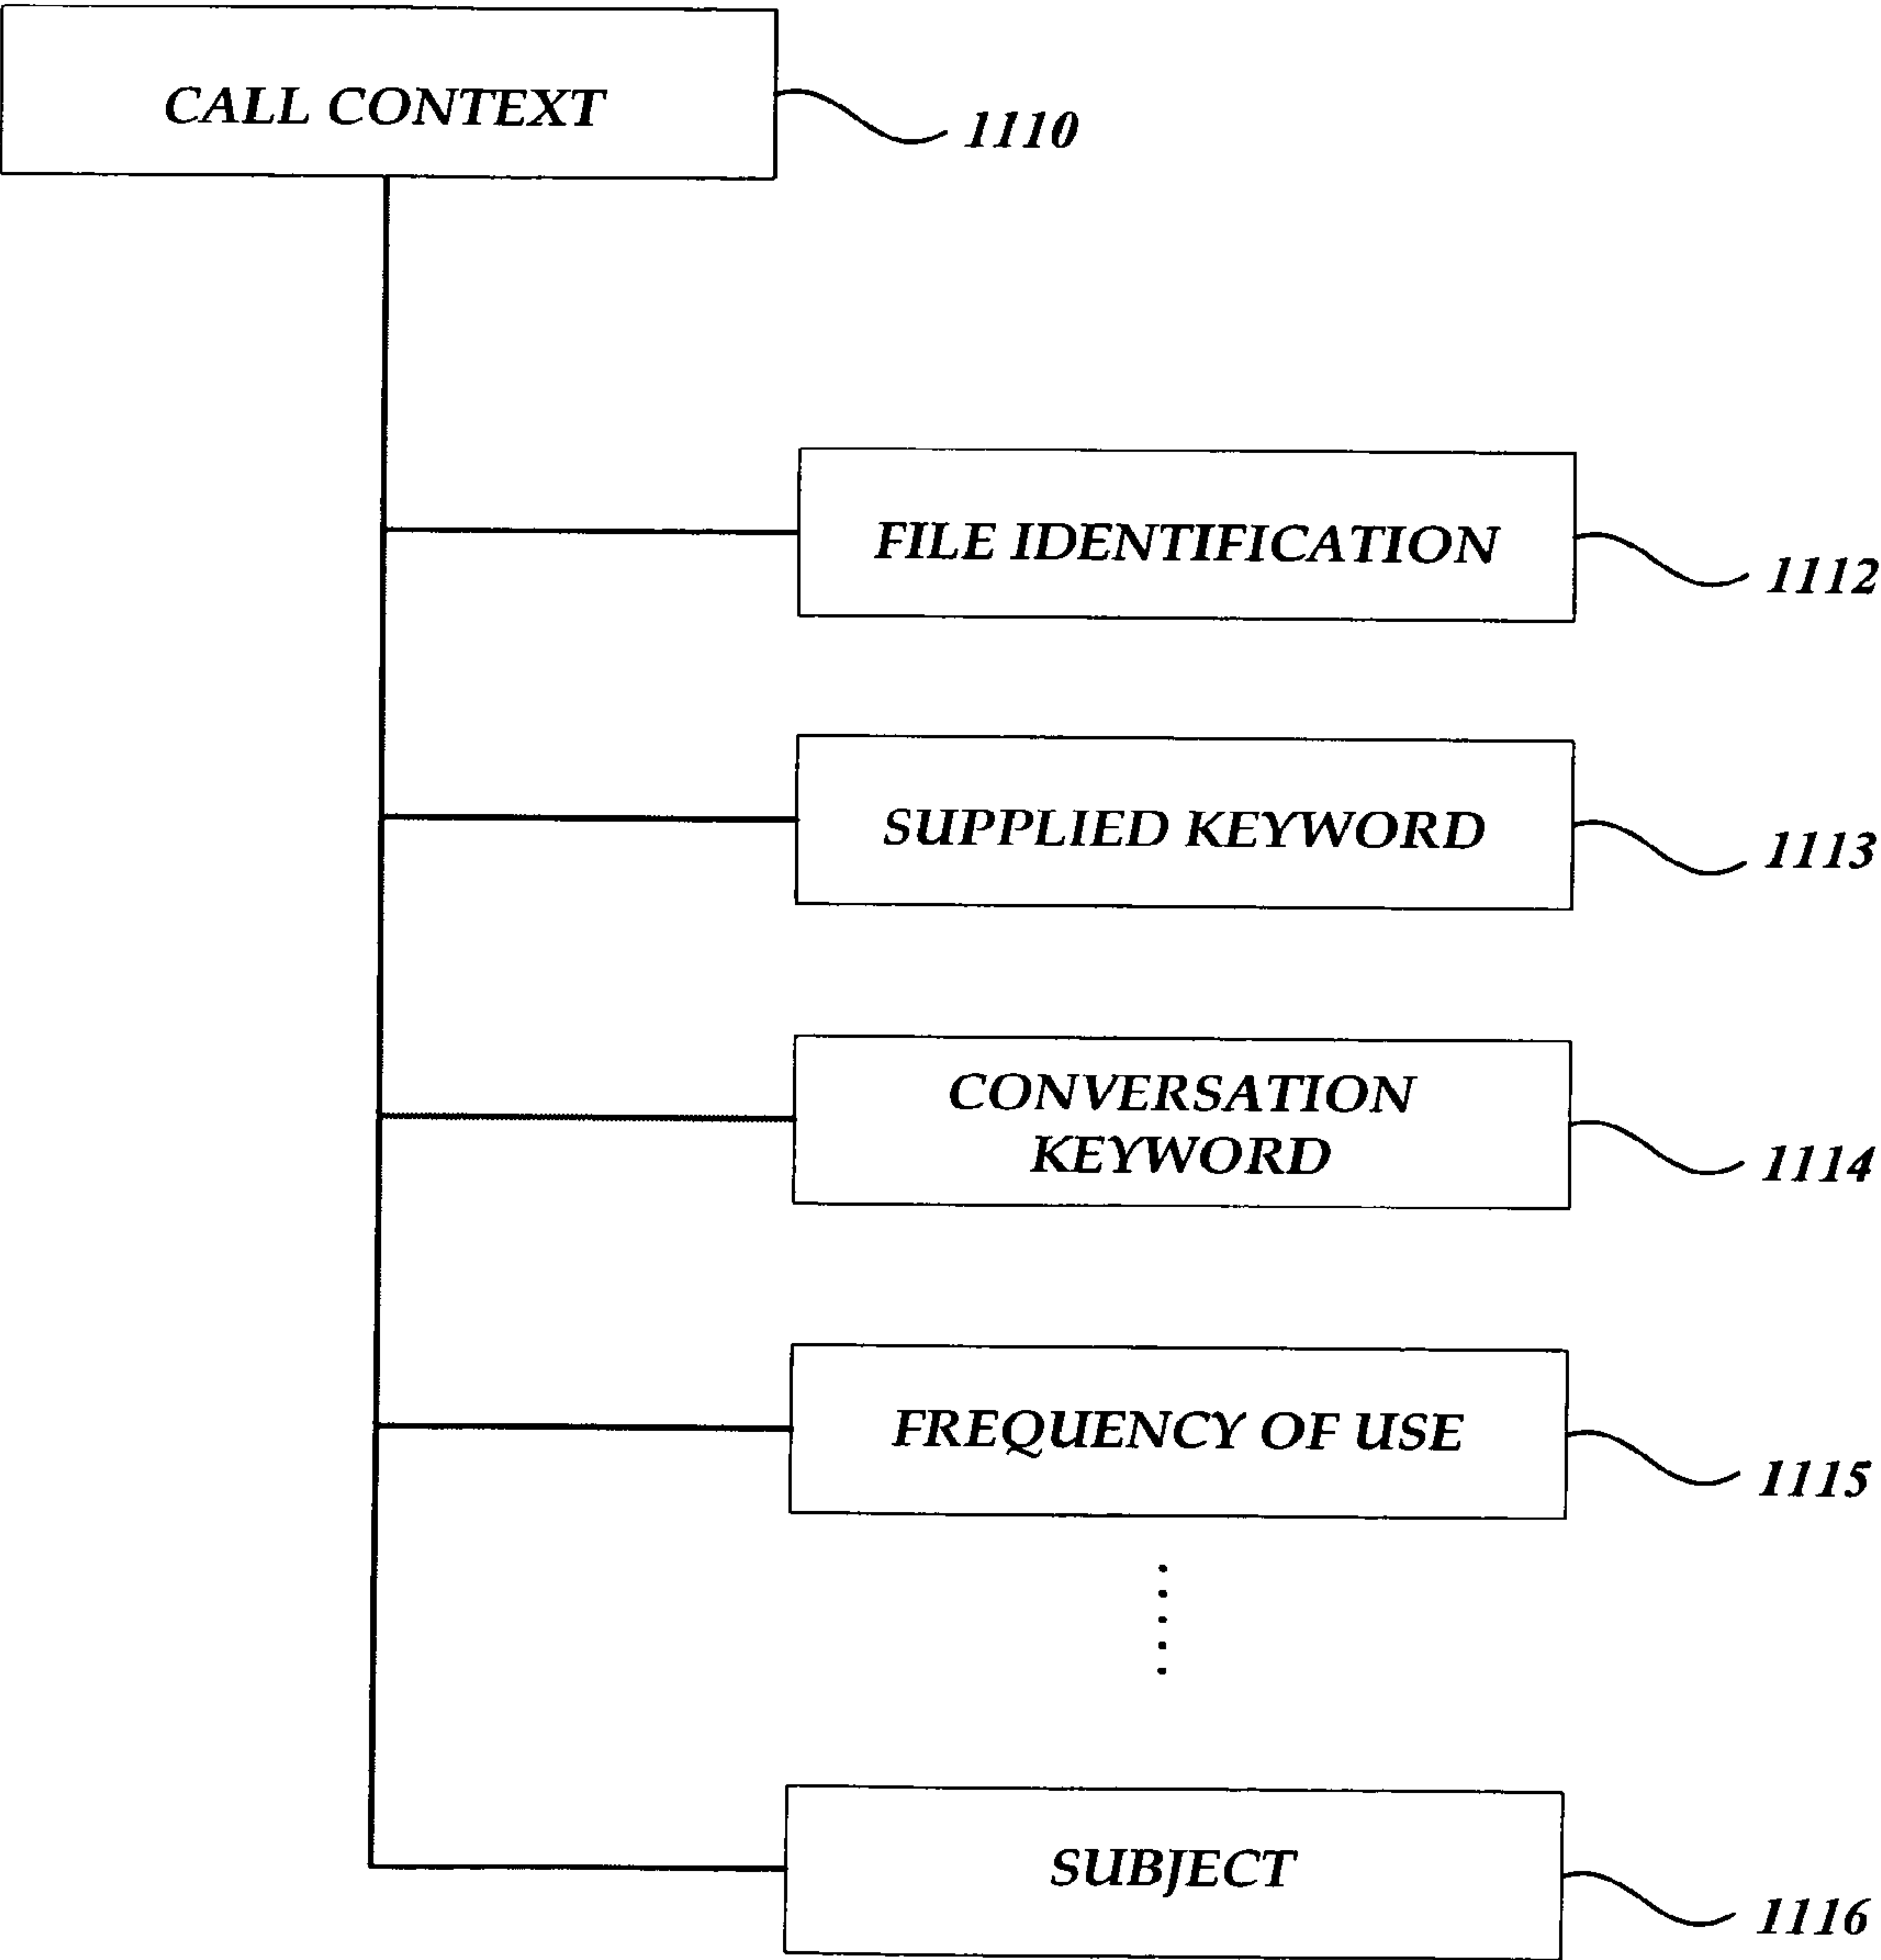 CALL CONTEXT
1110
FILE IDENTIFICATION
1112
SUPPLIED KEYWORD
1113
CONVERSATION
KEYWORD
1114
FREQUENCY OF USE
1115
SUBJECT
1116